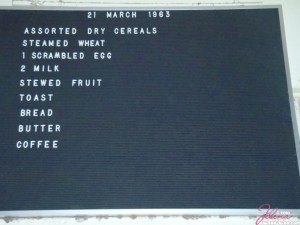 21 MARCH 1963
ASSORTED DRY CEREALS
STEAMED WHEAT
1 SCRAMBLED EGG
2 MILK
STEWED FRUIT
TOAST
BREAD
BUTTER
COFFEE